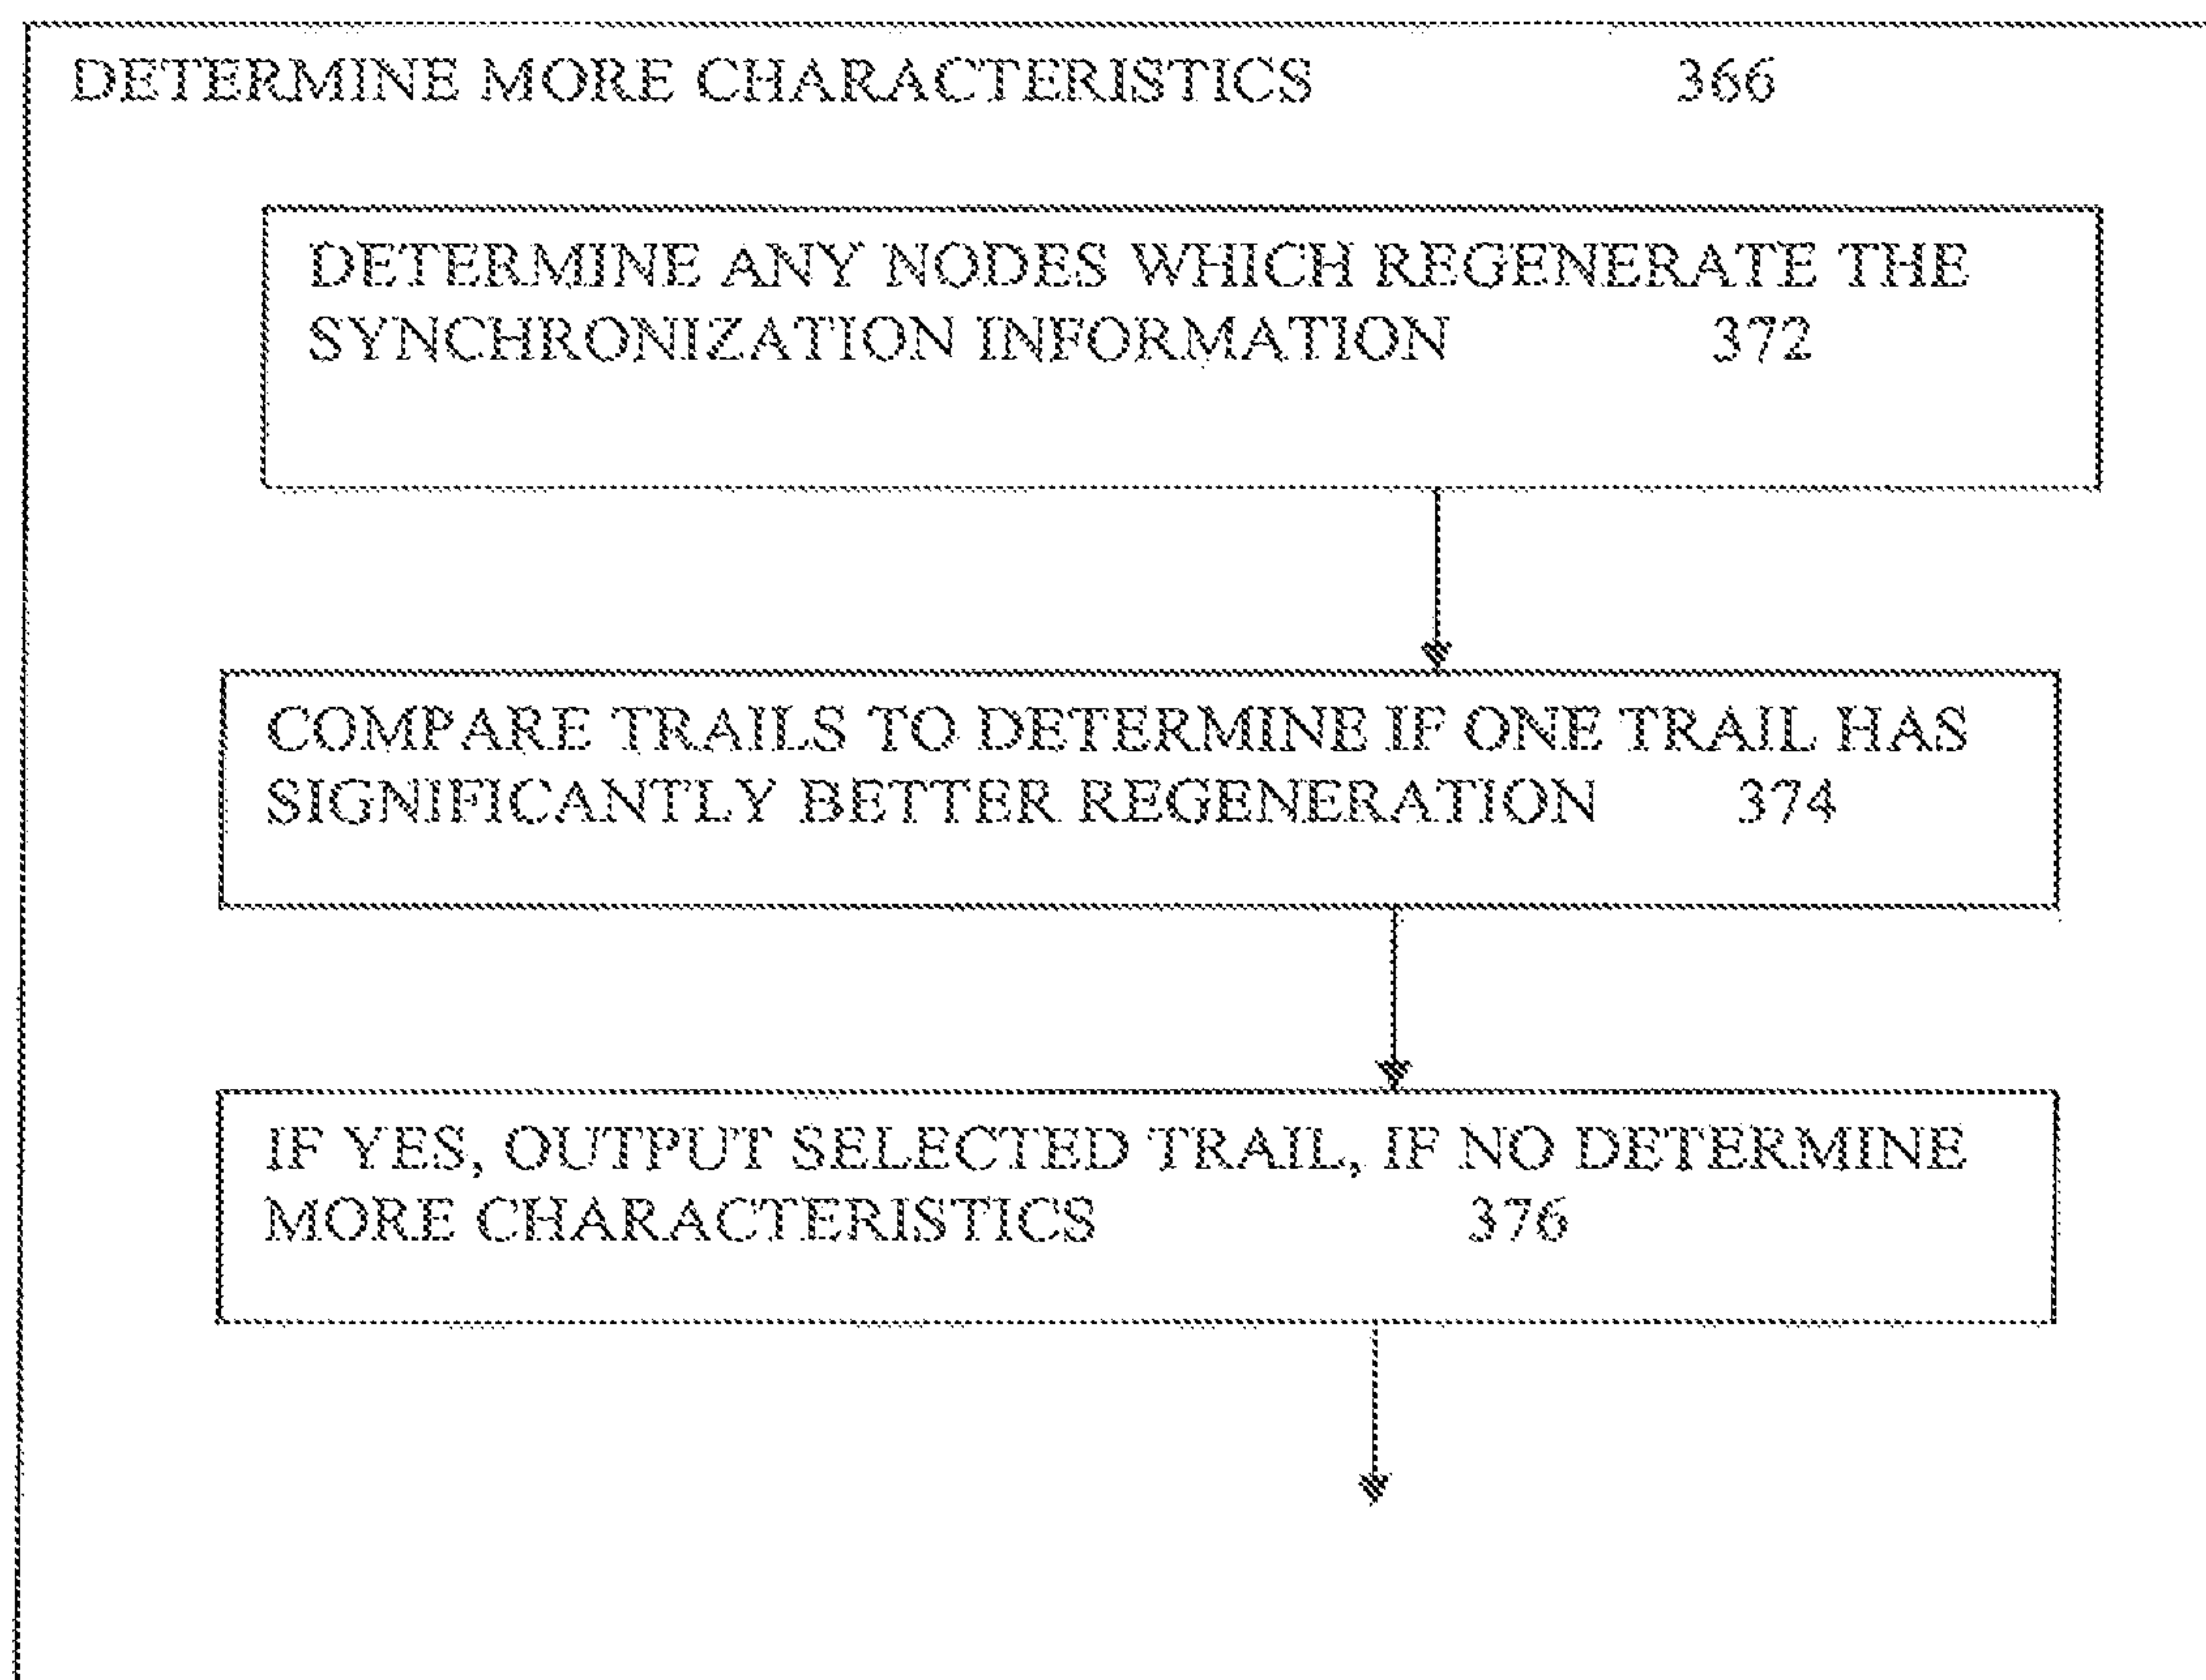 DETERMINE MORE CHARACTERISTICS 366
DETERMINE ANY NODES WHICH REGENERATE THE
SYNCHRONIZATION INFORMATION 372
COMPARE TRAILS TO DETERMINE IF ONE TRAIL HAS
SIGNIFICANTLY BETTER REGENERATION 374
IF YES, OUTPUT SELECTED TRAIL, IF NO DETERMINE
MORE CHARACTERISTICS 376